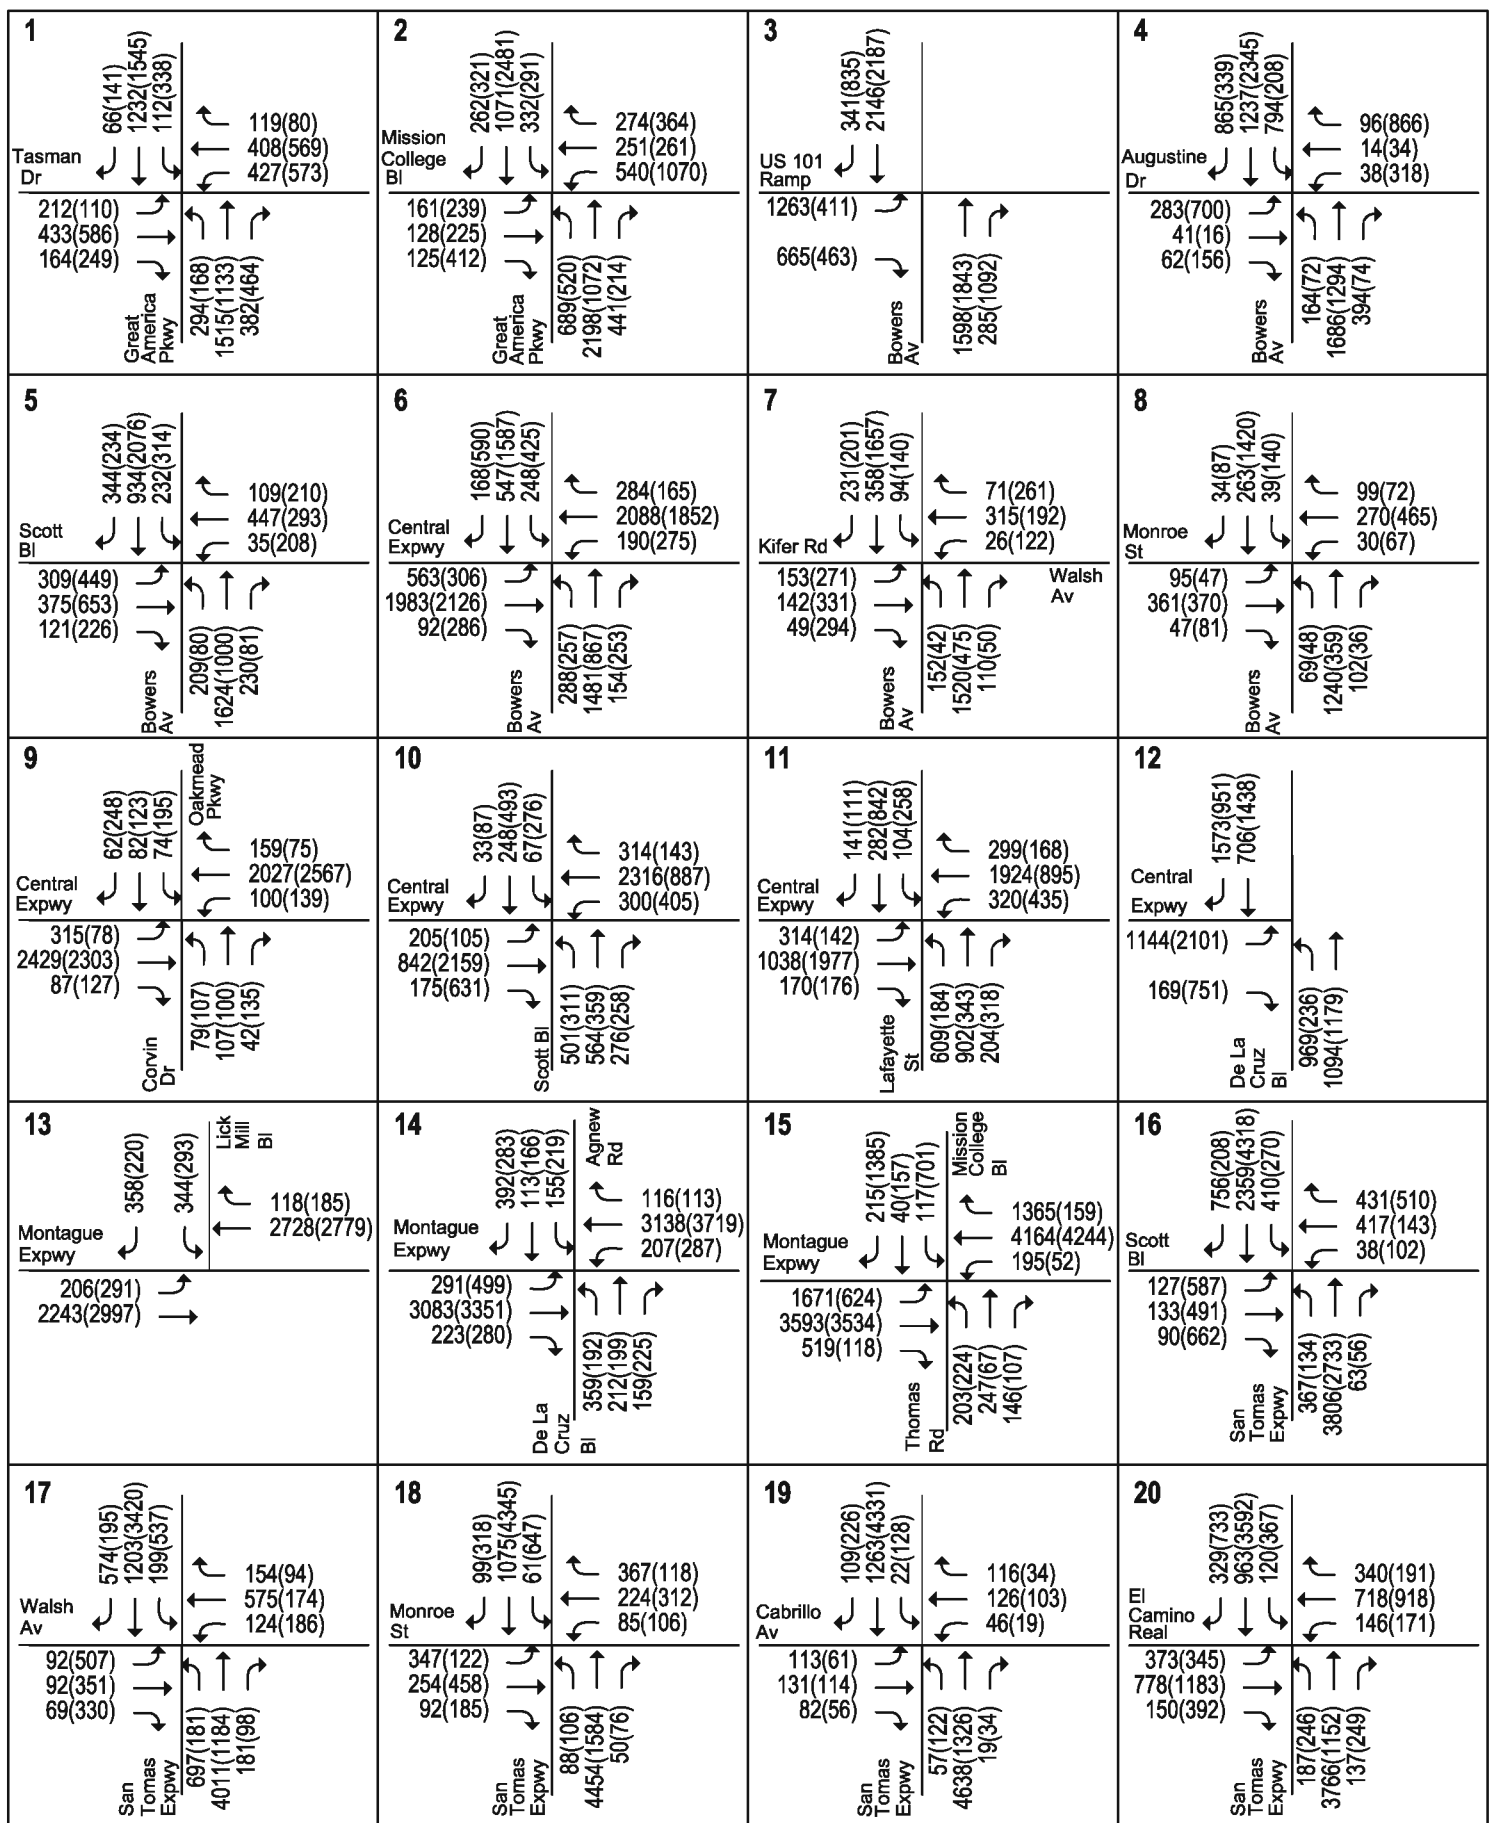 1
66(141)
1232(1545)
112(338)
119(80)
408(569)
427(573)
Tasman
Dr
212(110)
433(586)
164(249)
Great
America
Pkwy
294(168)
1515(1133)
382(464)
2
262(321)
1071(2481)
332(291)
274(364)
251(261)
540(1070)
Mission
College
Bl
161(239)
128(225)
125(412)
Great
America
Pkwy
689(520)
2198(1072)
441(214)
3
341(835)
2146(2187)
US 101
Ramp
1263(411)
665(463)
Bowers
Av
1598(1843)
285(1092)
4
865(339)
1237(2345)
794(208)
96(866)
14(34)
38(318)
Augustine
Dr
283(700)
41(16)
62(156)
Bowers
Av
164(72)
1686(1294)
394(74)
5
344(234)
934(2076)
232(314)
109(210)
447(293)
35(208)
Scott
Bl
309(449)
375(653)
121(226)
Bowers
Av
209(80)
1624(1000)
230(81)
6
168(590)
547(1587)
248(425)
284(165)
2088(1852)
190(275)
Central
Expwy
563(306)
1983(2126)
92(286)
Bowers
Av
288(257)
1481(867)
154(253)
7
231(201)
358(1657)
94(140)
71(261)
315(192)
26(122)
Kifer Rd
Walsh
Av
153(271)
142(331)
49(294)
Bowers
Av
152(42)
1520(475)
110(50)
8
34(87)
263(1420)
39(140)
99(72)
270(465)
30(67)
Monroe
St
95(47)
361(370)
47(81)
Bowers
Av
69(48)
1240(359)
102(36)
9
62(248)
82(123)
74(195)
Oakmead
Pkwy
159(75)
2027(2567)
100(139)
Central
Expwy
315(78)
2429(2303)
87(127)
Corvin
Dr
79(107)
107(100)
42(135)
10
33(87)
248(493)
67(276)
314(143)
2316(887)
300(405)
Central
Expwy
205(105)
842(2159)
175(631)
Scott Bl
501(311)
564(359)
276(258)
11
141(111)
282(842)
104(258)
299(168)
1924(895)
320(435)
Central
Expwy
314(142)
1038(1977)
170(176)
Lafayette
St
609(184)
902(343)
204(318)
12
1573(951)
706(1438)
Central
Expwy
1144(2101)
169(751)
De La
Cruz
Bl
969(236)
1094(1179)
13
358(220)
344(293)
Lick
Mill
Bl
118(185)
2728(2779)
Montague
Expwy
206(291)
2243(2997)
14
392(283)
113(166)
155(219)
Agnew
Rd
116(113)
3138(3719)
207(287)
Montague
Expwy
291(499)
3083(3351)
223(280)
De La
Cruz
Bl
359(192)
212(199)
159(225)
15
215(1385)
40(157)
117(701)
Mission
College
Bl
1365(159)
4164(4244)
195(52)
Montague
Expwy
1671(624)
3593(3534)
519(118)
Thomas
Rd
203(224)
247(67)
146(107)
16
756(208)
2359(4318)
410(270)
431(510)
417(143)
38(102)
Scott
Bl
127(587)
133(491)
90(662)
San
Tomas
Expwy
367(134)
3806(2733)
63(56)
17
574(195)
1203(3420)
199(537)
154(94)
575(174)
124(186)
Walsh
Av
92(507)
92(351)
69(330)
San
Tomas
Expwy
697(181)
4011(1184)
181(98)
18
99(318)
1075(4345)
61(647)
367(118)
224(312)
85(106)
Monroe
St
347(122)
254(458)
92(185)
San
Tomas
Expwy
88(106)
4454(1584)
50(76)
19
109(226)
1263(4331)
22(128)
116(34)
126(103)
46(19)
Cabrillo
Av
113(61)
131(114)
82(56)
San
Tomas
Expwy
57(122)
4638(1326)
19(34)
20
329(733)
963(3592)
120(367)
340(191)
718(918)
146(171)
El
Camino
Real
373(345)
778(1183)
150(392)
San
Tomas
Expwy
187(246)
3766(1152)
137(249)